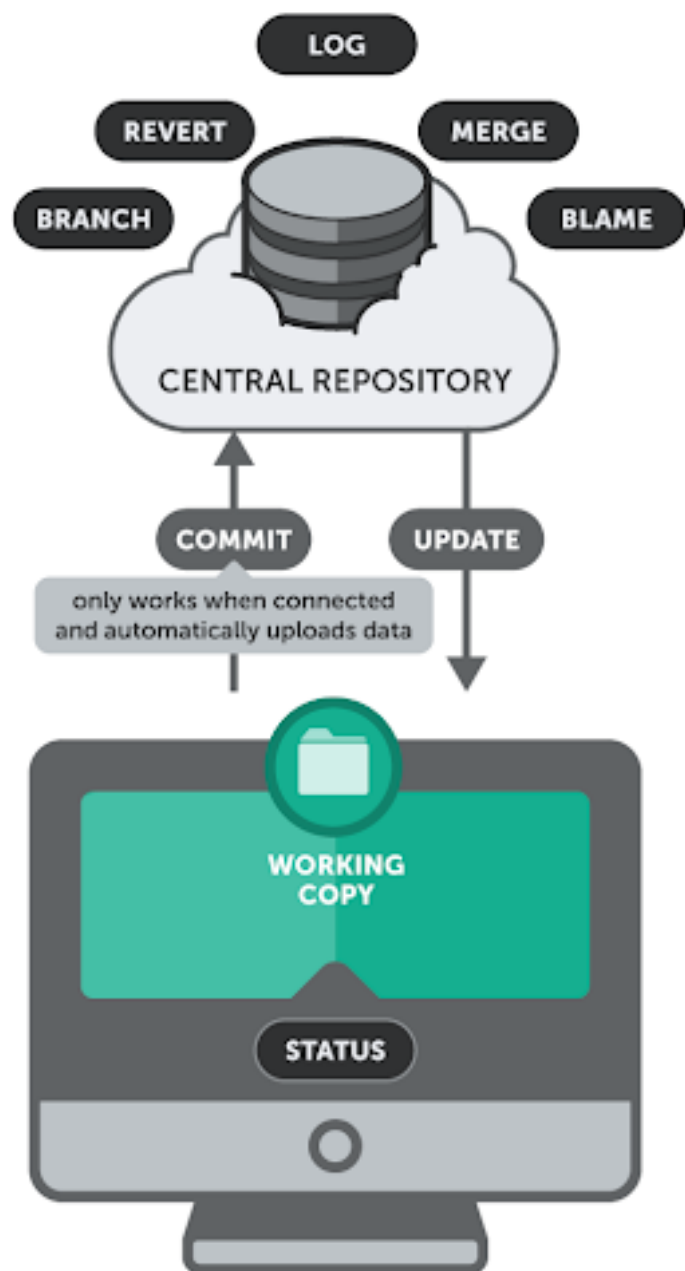 LOG
REVERT
MERGE
BRANCH
BLAME
CENTRAL REPOSITORY
COMMIT
UPDATE
only works when connected
and automatically uploads data
WORKING
COPY
STATUS